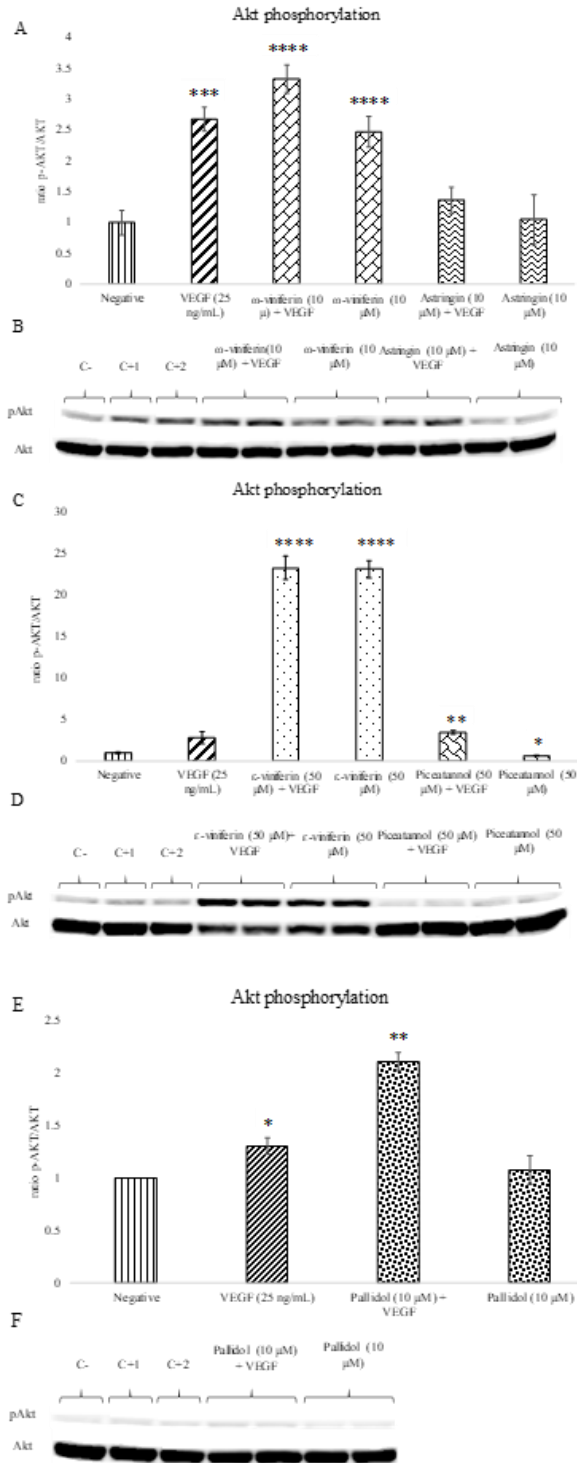 A
Akt phosphorylation
4
3.5
3
2.5
2
1.5
1
0.5
0
ratio p-AKT/AKT
***
****
****
Negative
VEGF (25 ng/mL)
ω-viniferin (10 μ) + VEGF
ω-viniferin (10 μM)
Astringin (10 μM) + VEGF
Astringin (10 μM)
B
C-
C+1
C+2
ω-viniferin(10 μM) + VEGF
ω-viniferin (10 μM)
Astringin (10 μM) + VEGF
Astringin (10 μM)
pAkt
Akt
C
Akt phosphorylation
30
25
20
15
10
5
0
ratio p-AKT/AKT
****
****
**
*
Negative
VEGF (25 ng/mL)
ε-viniferin (50 μM) + VEGF
ε-viniferin (50 μM)
Piceatannol (50 μM) + VEGF
Piceatannol (50 μM)
D
C-
C+1
C+2
ε-viniferin (50 μM)+ VEGF
ε-viniferin (50 μM)
Piceatannol (50 μM) + VEGF
Piceatannol (50 μM)
pAkt
Akt
E
Akt phosphorylation
2.5
2
1.5
1
0.5
0
ratio p-AKT/AKT
*
**
Negative
VEGF (25 ng/mL)
Pallidol (10 μM) + VEGF
Pallidol (10 μM)
F
C-
C+1
C+2
Pallidol (10 μM) + VEGF
Pallidol (10 μM)
pAkt
Akt